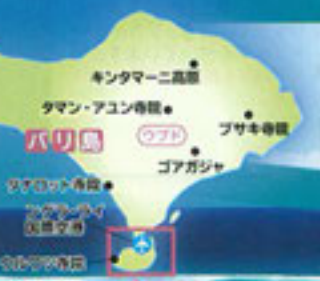 キンタマーニ高原
タマン・アユン寺院
ブサキ寺院
バリ島
ウブド
ゴアガジャ
タナロット寺院
ングラ・ライ
国際空港
ウルワツ寺院